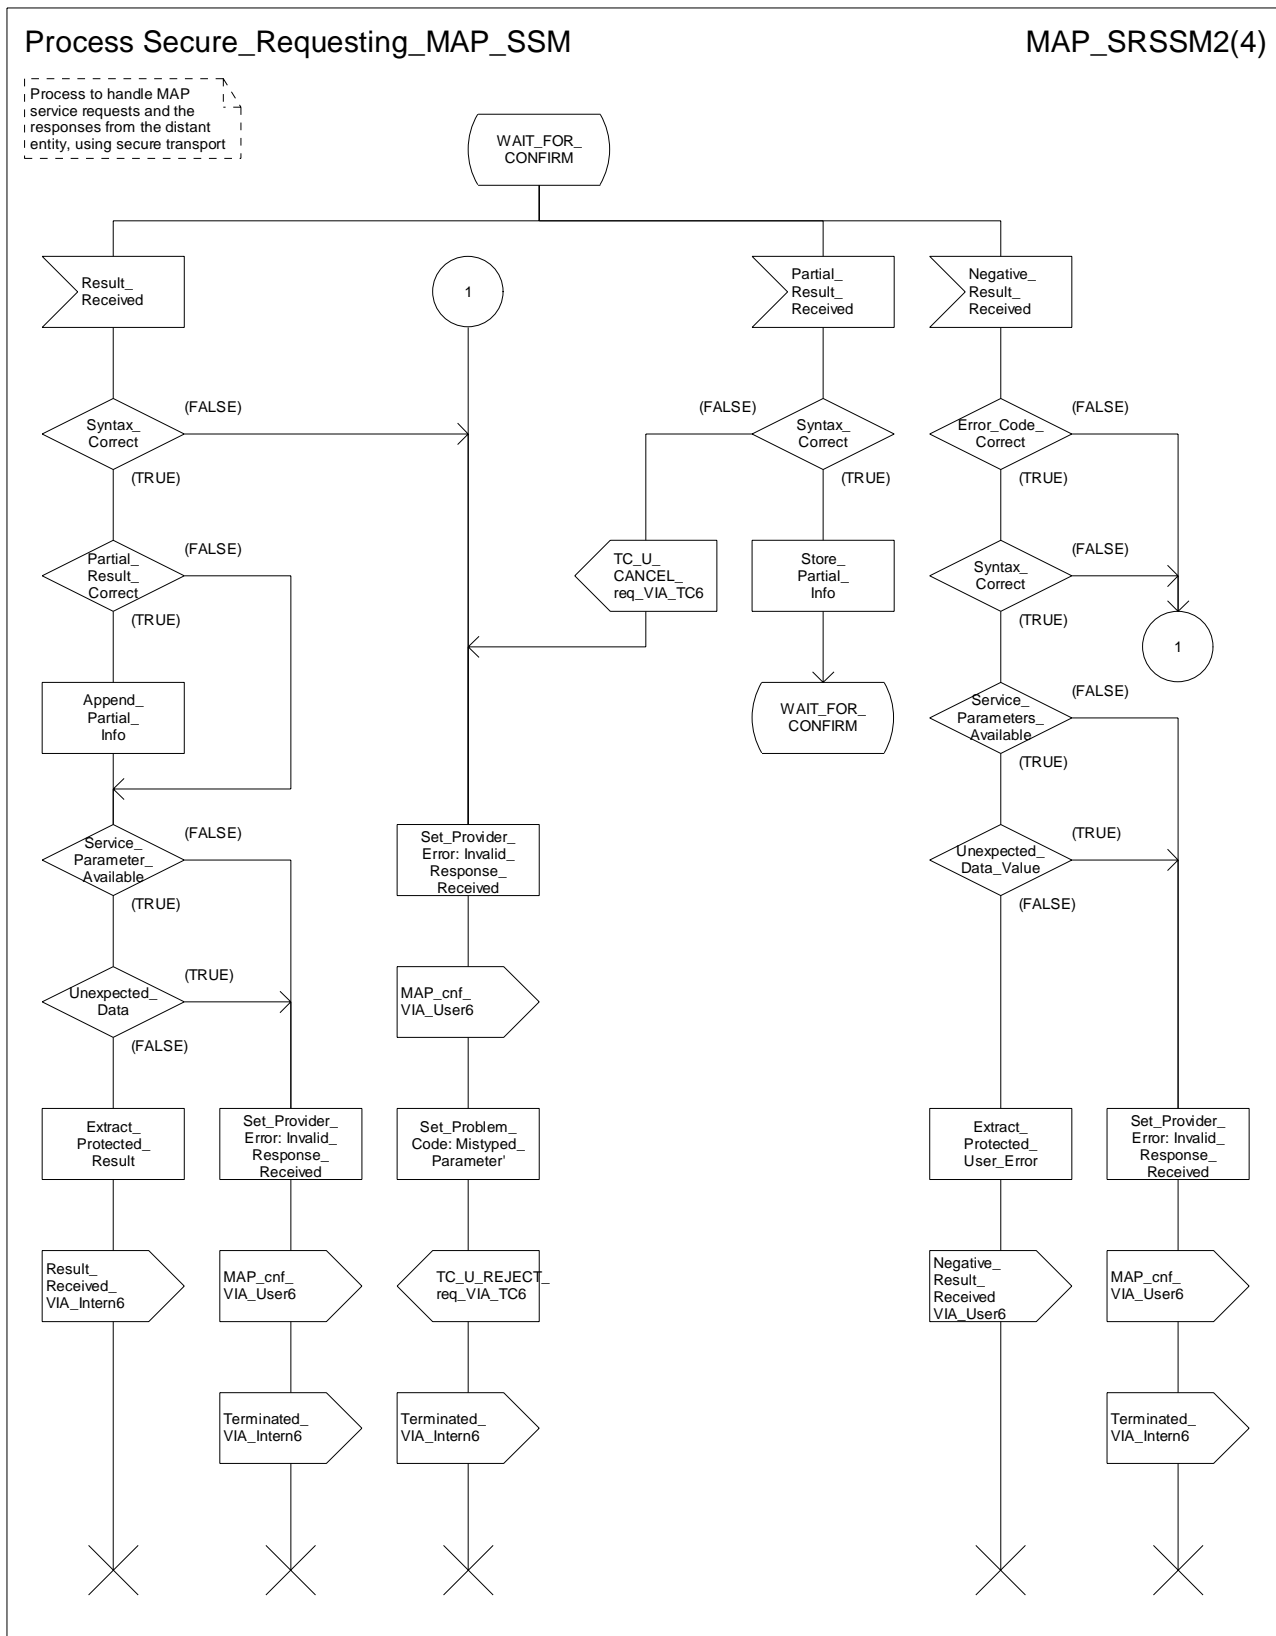 Process Secure_Requesting_MAP_SSM
MAP_SRSSM2(4)
Process to handle MAP
service requests and the
responses from the distant
entity, using secure transport
WAIT_FOR_
CONFIRM
Result_
Received
1
Partial_
Result_
Received
Negative_
Result_
Received
Syntax_
Correct
(FALSE)
(TRUE)
(FALSE)
Syntax_
Correct
(TRUE)
Error_Code_
Correct
(FALSE)
(TRUE)
Partial_
Result_
Correct
(FALSE)
(TRUE)
TC_U_
CANCEL_
req_VIA_TC6
Store_
Partial_
Info
Syntax_
Correct
(FALSE)
(TRUE)
1
Append_
Partial_
Info
WAIT_FOR_
CONFIRM
Service_
Parameters_
Available
(FALSE)
(TRUE)
Service_
Parameter_
Available
(FALSE)
(TRUE)
Set_Provider_
Error: Invalid_
Response_
Received
Unexpected_
Data_Value
(TRUE)
(FALSE)
Unexpected_
Data
(TRUE)
(FALSE)
MAP_cnf_
VIA_User6
Extract_
Protected_
Result
Set_Provider_
Error: Invalid_
Response_
Received
Set_Problem_
Code: Mistyped_
Parameter'
Extract_
Protected_
User_Error
Set_Provider_
Error: Invalid_
Response_
Received
Result_
Received_
VIA_Intern6
MAP_cnf_
VIA_User6
TC_U_REJECT_
req_VIA_TC6
Negative_
Result_
Received
VIA_User6
MAP_cnf_
VIA_User6
Terminated_
VIA_Intern6
Terminated_
VIA_Intern6
Terminated_
VIA_Intern6